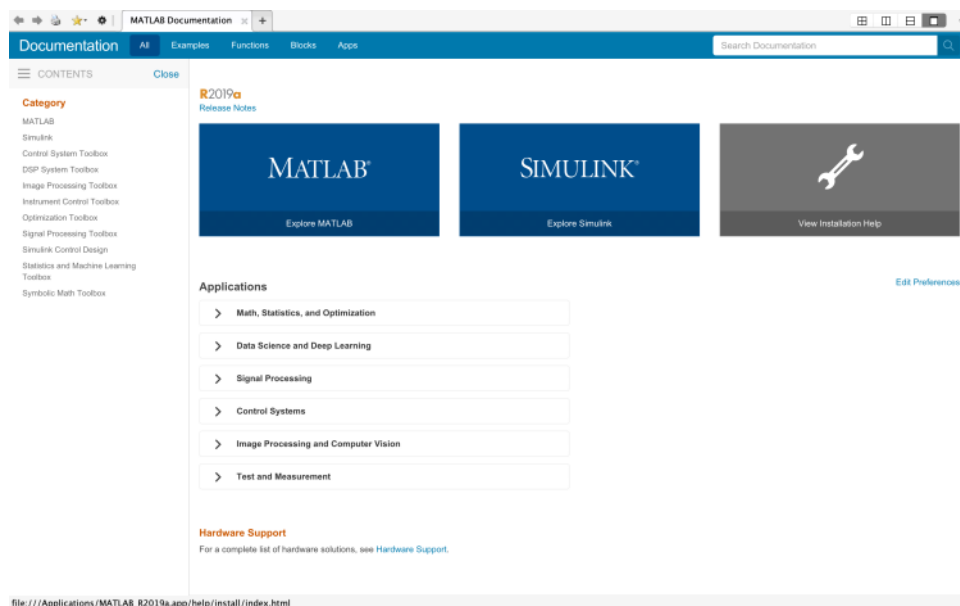 MATLAB Documentation
Documentation All Examples Functions Blocks Apps Search Documentation
CONTENTS Close
Category
MATLAB
Simulink
Control System Toolbox
DSP System Toolbox
Image Processing Toolbox
Instrument Control Toolbox
Optimization Toolbox
Signal Processing Toolbox
Simulink Control Design
Statistics and Machine Learning
Toolbox
Symbolic Math Toolbox
R2019a
Release Notes
MATLAB®
Explore MATLAB
SIMULINK®
Explore Simulink
View Installation Help
Applications
Edit Preferences
Math, Statistics, and Optimization
Data Science and Deep Learning
Signal Processing
Control Systems
Image Processing and Computer Vision
Test and Measurement
Hardware Support
For a complete list of hardware solutions, see Hardware Support.
file:///Applications/MATLAB_R2019a.app/help/install/index.html